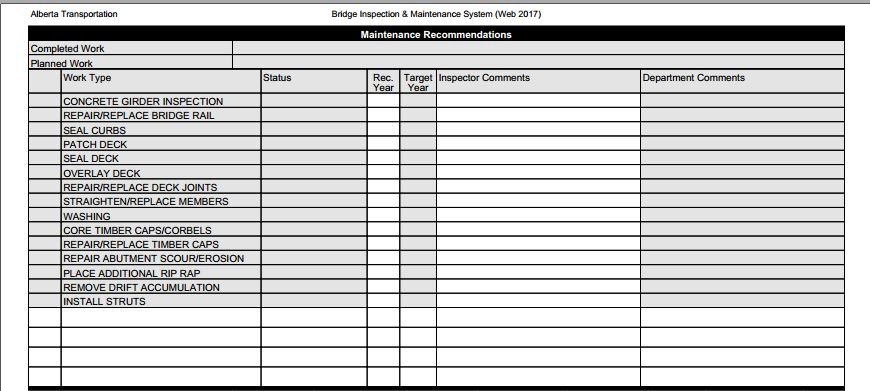 Alberta Transportation Bridge Inspection & Maintenance System (Web 2017)
Maintenance Recommendations
Completed Work
Planned Work
Work Type Status Rec. Year Target Year Inspector Comments Department Comments
CONCRETE GIRDER INSPECTION
REPAIR/REPLACE BRIDGE RAIL
SEAL CURBS
PATCH DECK
SEAL DECK
OVERLAY DECK
REPAIR/REPLACE DECK JOINTS
STRAIGHTEN/REPLACE MEMBERS
WASHING
CORE TIMBER CAPS/CORBELS
REPAIR/REPLACE TIMBER CAPS
REPAIR ABUTMENT SCOUR/EROSION
PLACE ADDITIONAL RIP RAP
REMOVE DRIFT ACCUMULATION
INSTALL STRUTS